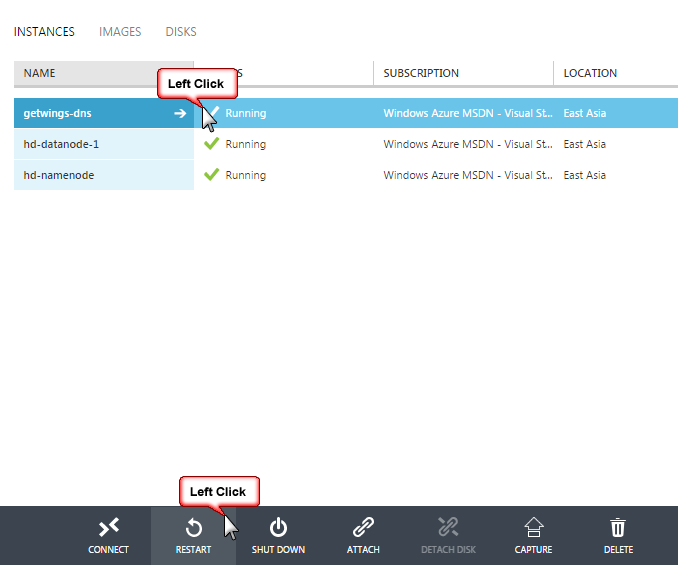 INSTANCES IMAGES DISKS
NAME SUBSCRIPTION LOCATION
Left Click
getwings-dns Running Windows Azure MSDN - Visual St... East Asia
hd-datanode-1 Running Windows Azure MSDN - Visual St... East Asia
hd-namenode Running Windows Azure MSDN - Visual St... East Asia
Left Click
CONNECT RESTART SHUT DOWN ATTACH DETACH DISK CAPTURE DELETE